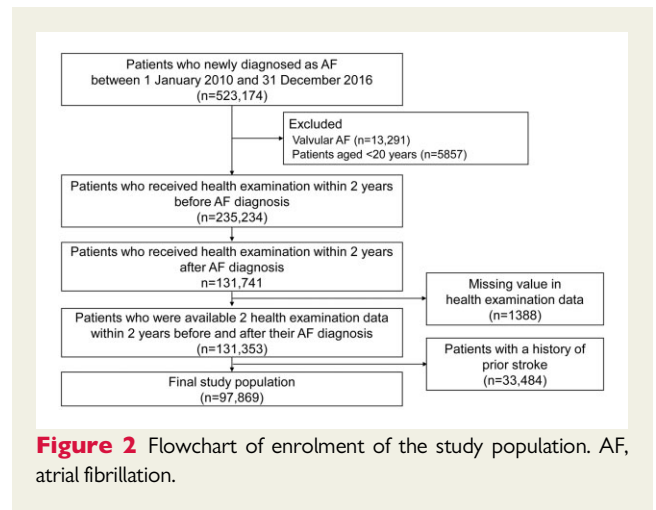 Patients who newly diagnosed as AF
between 1 January 2010 and 31 December 2016
(n=523,174)
Excluded
Valvular AF (n=13,291)
Patients aged <20 years (n=5857)
Patients who received health examination within 2 years
before AF diagnosis
(n=235,234)
Patients who received health examination within 2 years
after AF diagnosis
n=131,741
Missing value in
health examination data
(n=1388)
Patients who were available 2 health examination data
within 2 years before and after their AF diagnosis
(n=131,353)
Patients with a history of
prior stroke
(n=33,484)
Final study population
(n=97,869)
Figure 2 Flowchart of enrolment of the study population. AF,
atrial fibrillation.